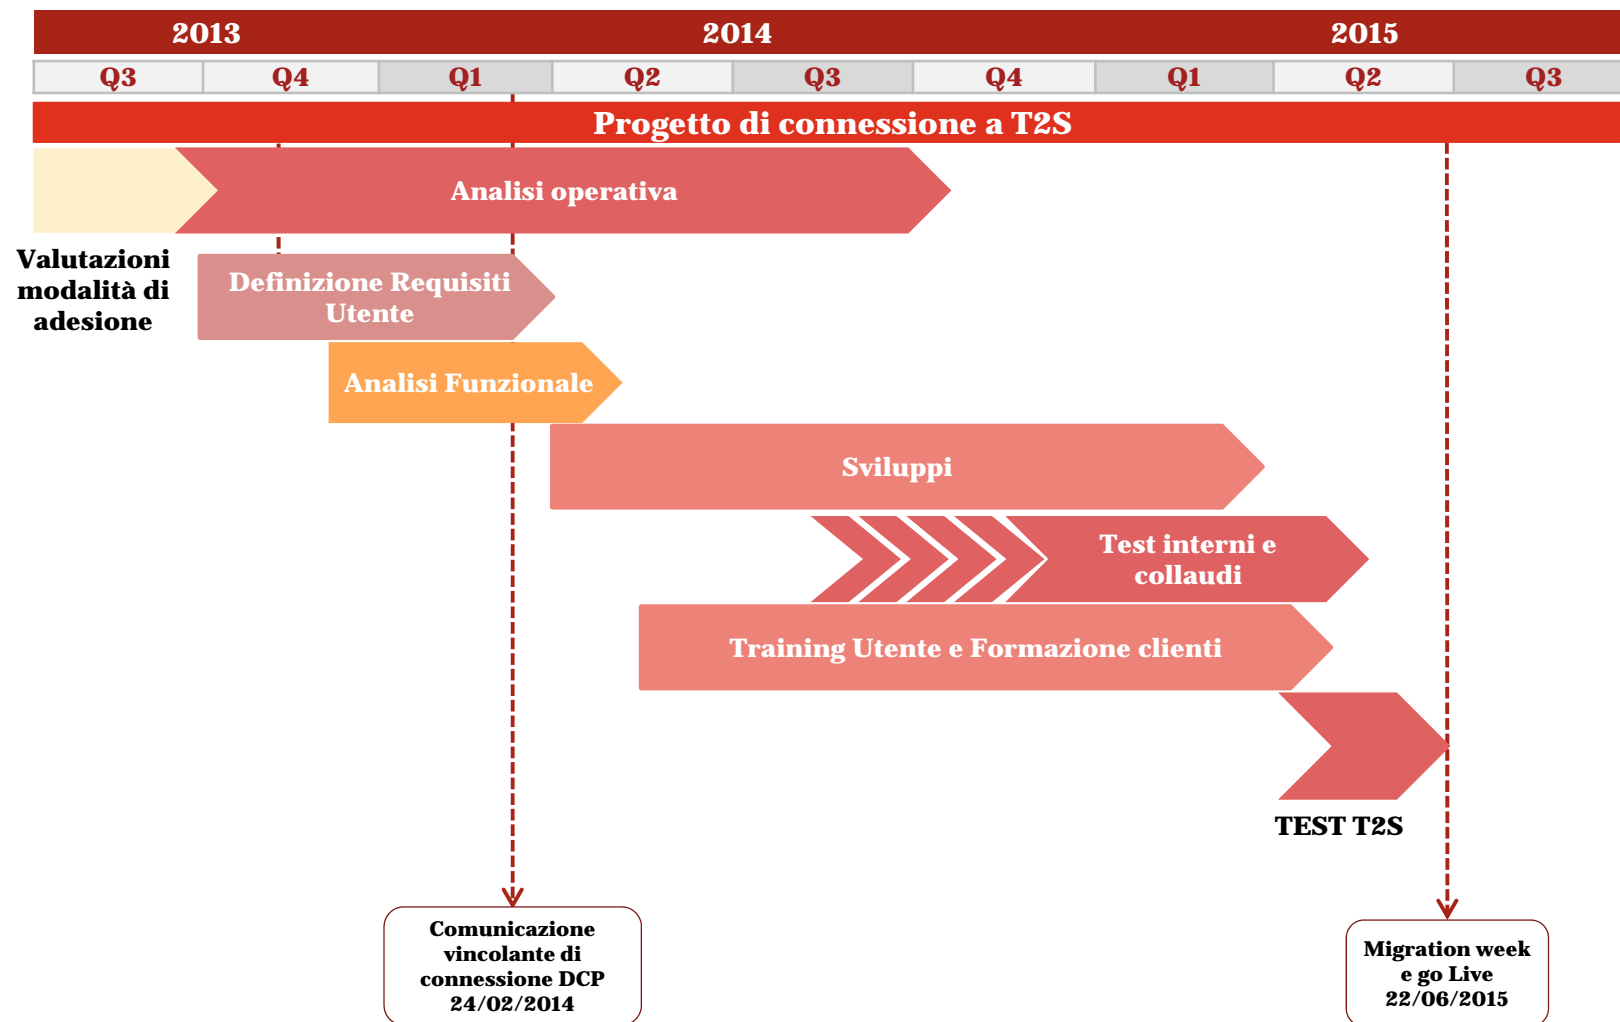 2013 2014 2015
Q3 Q4 Q1 Q2 Q3 Q4 Q1 Q2 Q3
Progetto di connessione a T2S
Analisi operativa
Valutazioni
modalità di
adesione
Definizione Requisiti
Utente
Analisi Funzionale
Sviluppi
Test interni e
collaudi
Training Utente e Formazione clienti
TEST T2S
Comunicazione
vincolante di
connessione DCP
24/02/2014
Migration week
e go Live
22/06/2015